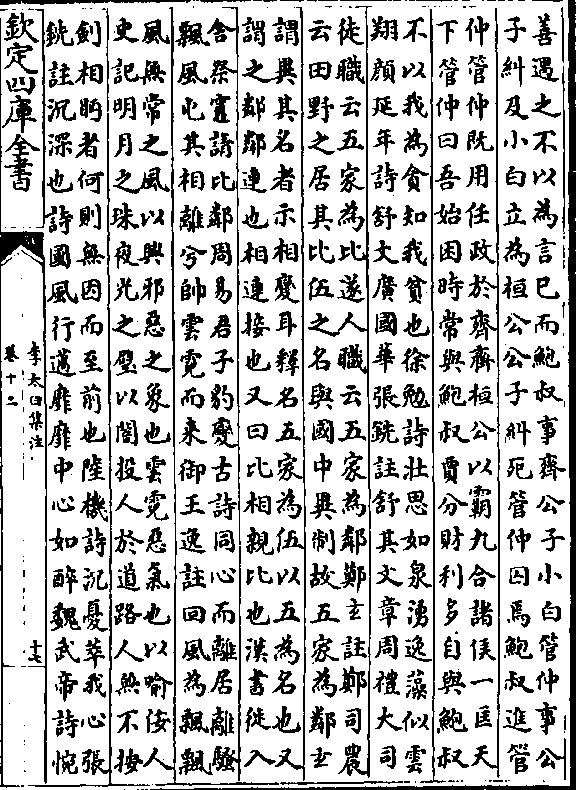 善遇之不以為言已而鮑叔事齊公子小白管仲事公
子糾及小白立為桓公公子糾死管仲囚焉鮑叔進管
仲管仲既用任政於齊齊桓公以霸九合諸侯一匡天
下管仲曰吾始困時常與鮑叔賈分財利多自與鮑叔
不以我為貪知我貧也徐勉詩壯思如泉湧逸藻似雲
翔顔延年詩舒文廣國華張銑註舒其文章周禮大司
徒職云五家為比遂人職云五家為鄰鄭𤣥註鄭司農
云田野之居其比伍之名與國中異制故五家為鄰𤣥
謂異其名者示相變耳釋名五家為伍以五為名也又
謂之鄰鄰連也相連接也又曰比相親比也漢書徒入
舍祭竈請比鄰周易君子豹變古詩同心而離居離騷
飄風屯其相離兮帥雲霓而來御王逸註回風為飄飄
風無常之風以興邪惡之象也雲霓惡氣也以喻佞人
史記明月之珠夜光之璧以闇投人於道路人無不按
劍相眄者何則無因而至前也陸機詩沉憂萃我心張
銑註沉深也詩國風行邁靡靡中心如醉魏武帝詩惋
欽定四庫全書
李太白集注
卷十二
十七